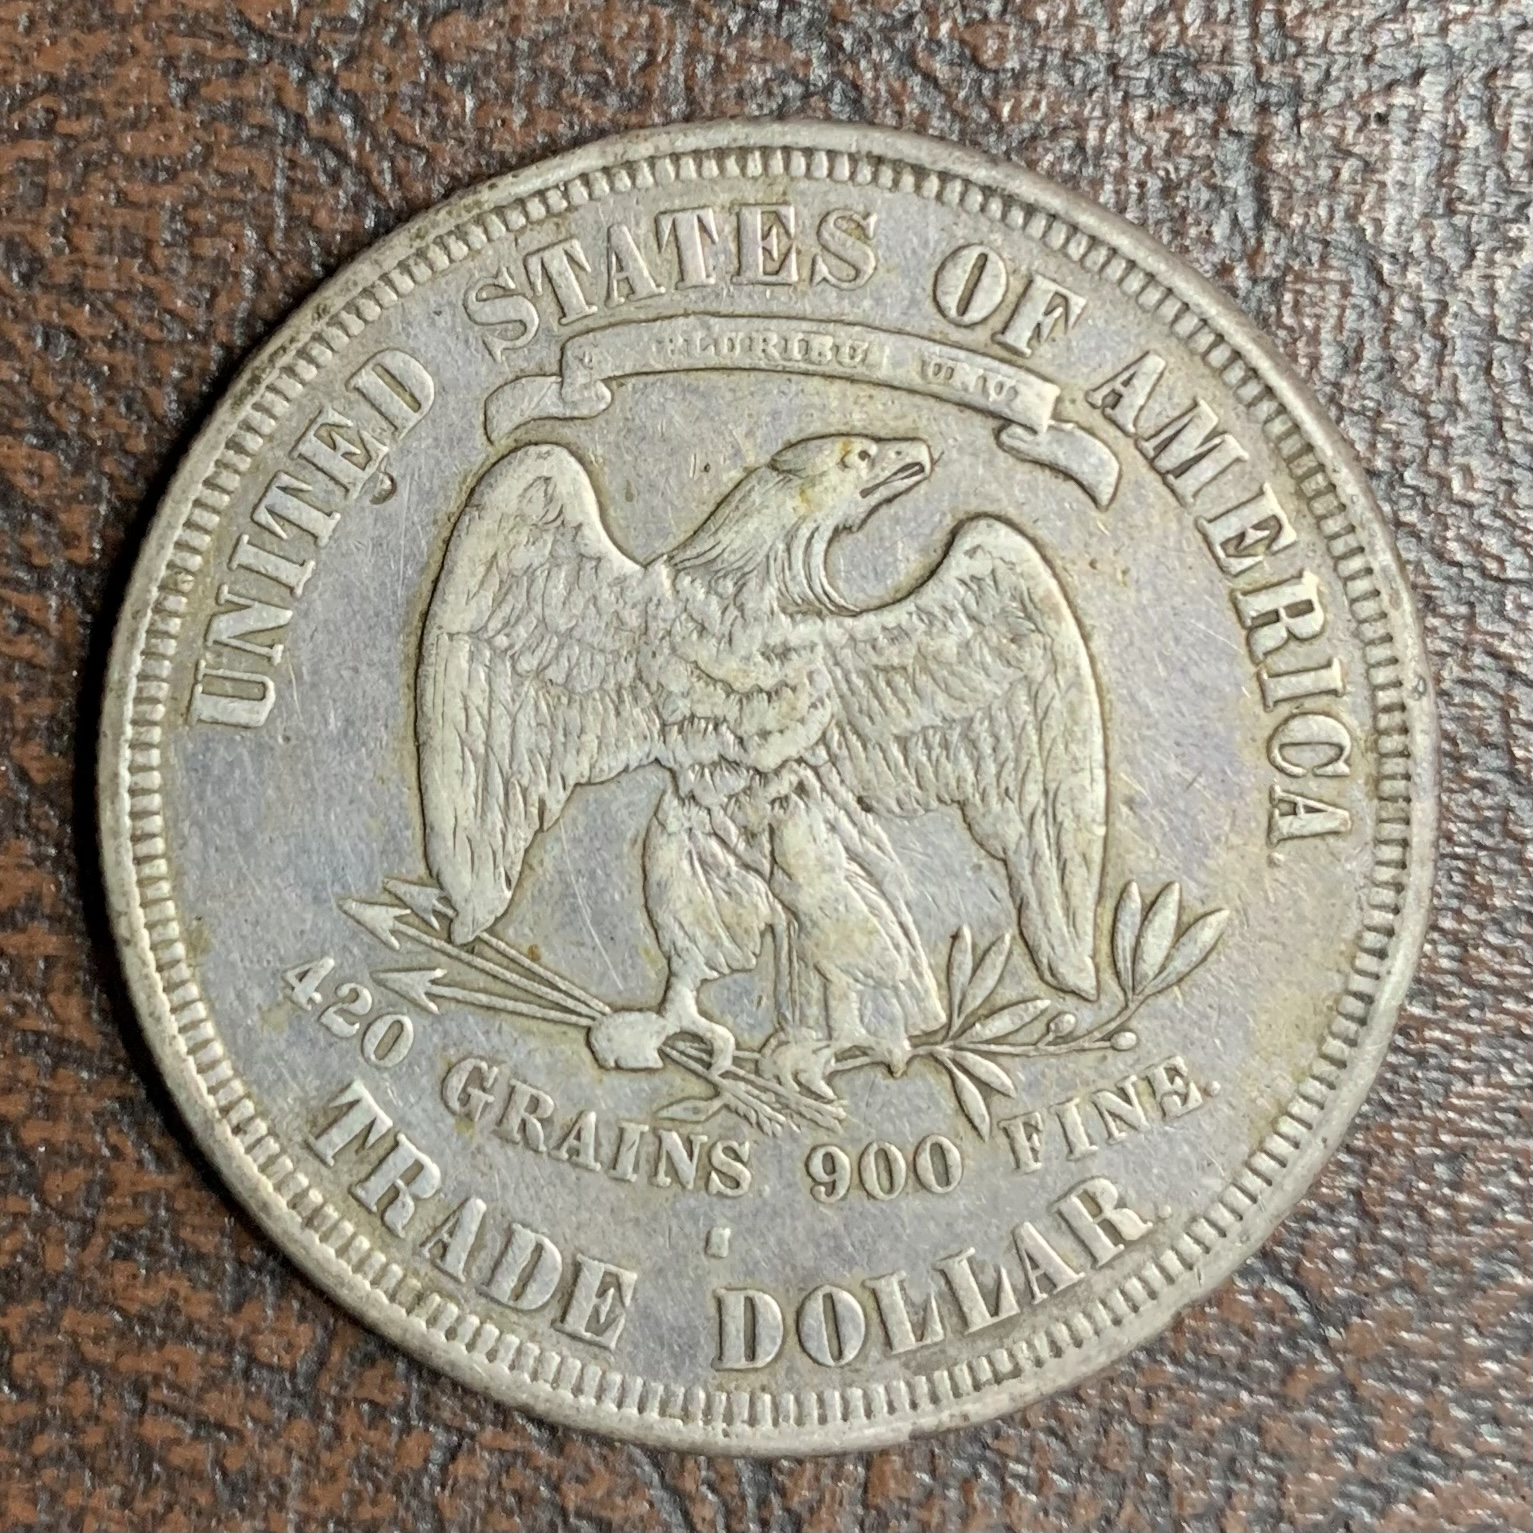 UNITED STATES OF AMERICA
420 GRAINS. 900 FINE.
TRADE DOLLAR.